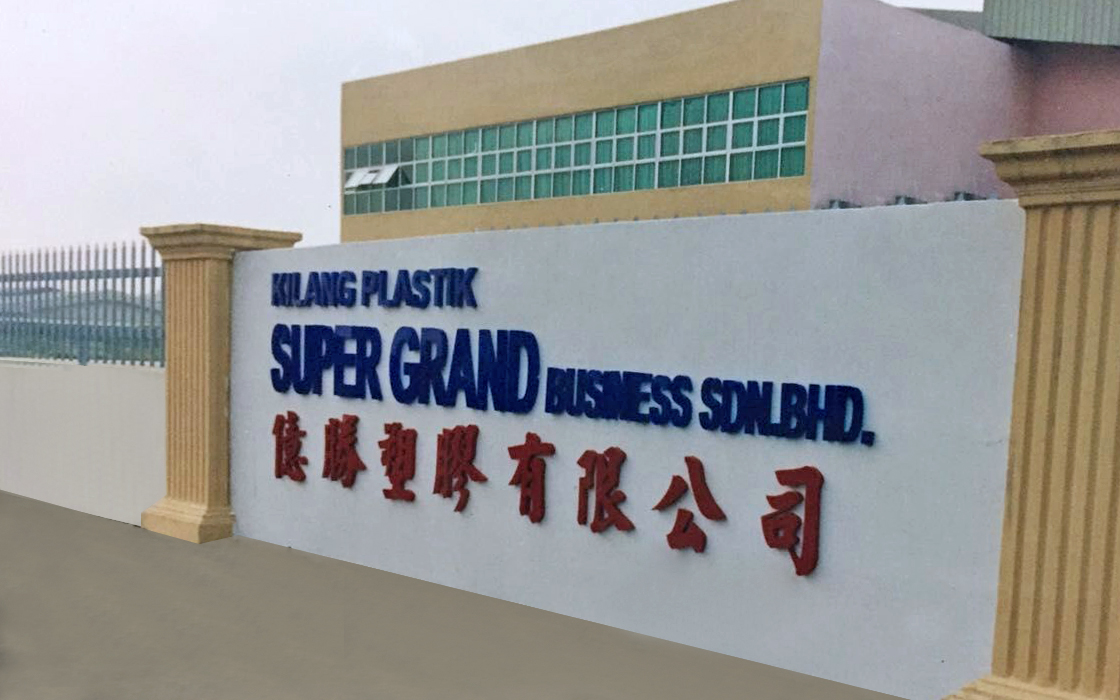 KILANG PLASTIK
SUPER GRAND BUSINESS SDN.BHD.
億勝塑膠有限公司